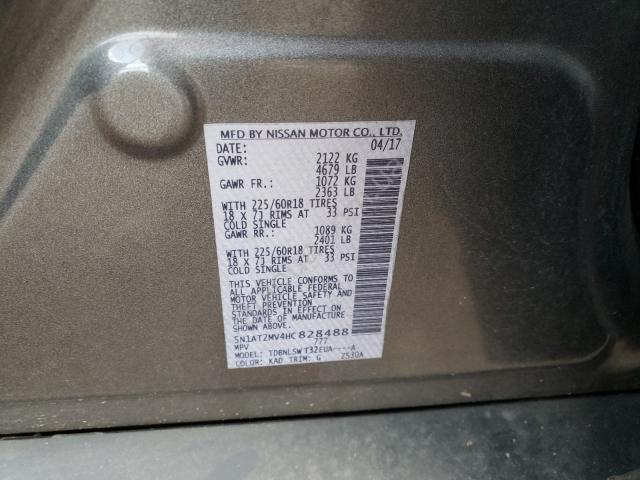 MFD BY NISSAN MOTOR CO., LTD.
DATE: 04/17
GVWR: 2122 KG
4679 LB
GAWR FR.: 1072 KG
2363 LB
WITH 225/60R18 TIRES
18 X 7J RIMS AT 33 PSI
COLD SINGLE
GAWR RR.: 1089 KG
2401 LB
WITH 225/60R18 TIRES
18 X 7J RIMS AT 33 PSI
COLD SINGLE
THIS VEHICLE CONFORMS TO
ALL APPLICABLE FEDERAL
MOTOR VEHICLE SAFETY AND
THEFT PREVENTION
STANDARDS IN EFFECT ON
THE DATE OF MANUFACTURE
SHOWN ABOVE.
5N1AT2MV4HC828488
MPV 777
MODEL: TDBNLSWT32EUA----A
COLOR: KAD TRIM: G ZS30A